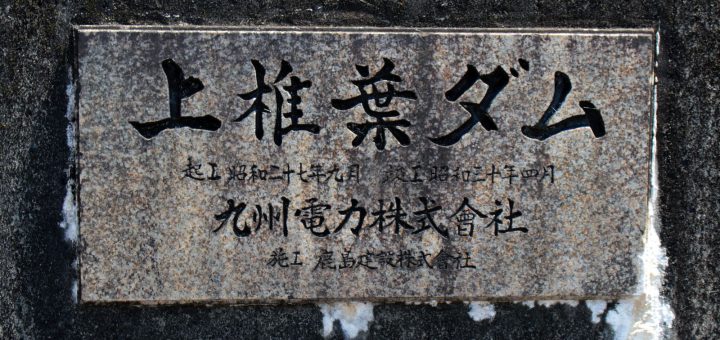 上椎葉ダム
起工 昭和二十七年九月 竣工 昭和三十年四月
九州電力株式會社
施工 鹿島建設株式會社